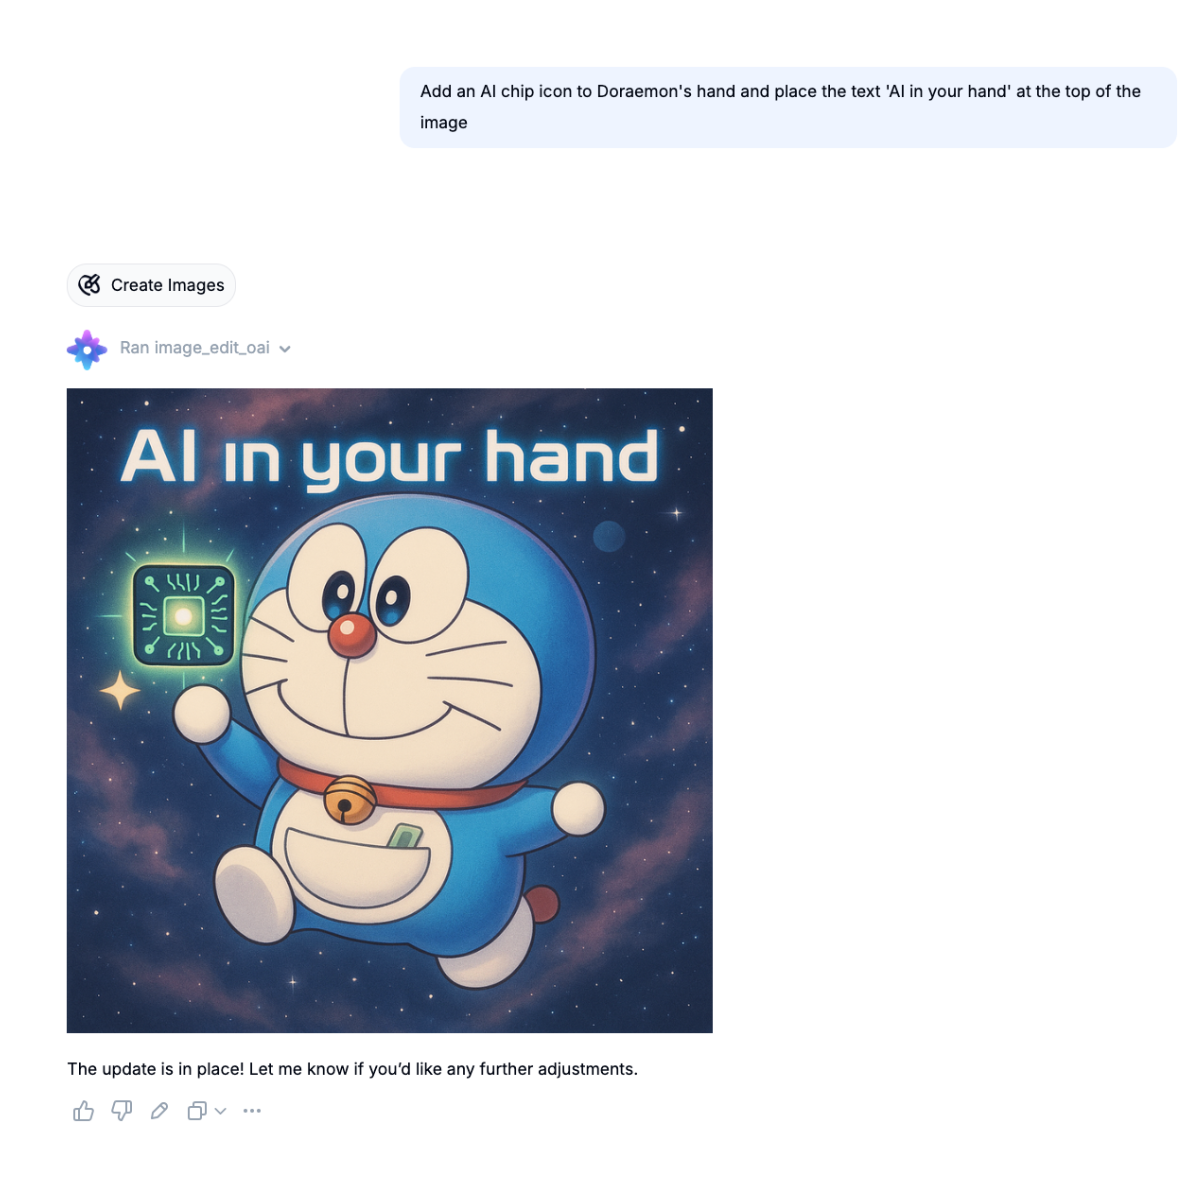 Add an AI chip icon to Doraemon's hand and place the text 'AI in your hand' at the top of the
image
Create Images
Ran image_edit_oai
AI in your hand
The update is in place! Let me know if you’d like any further adjustments.